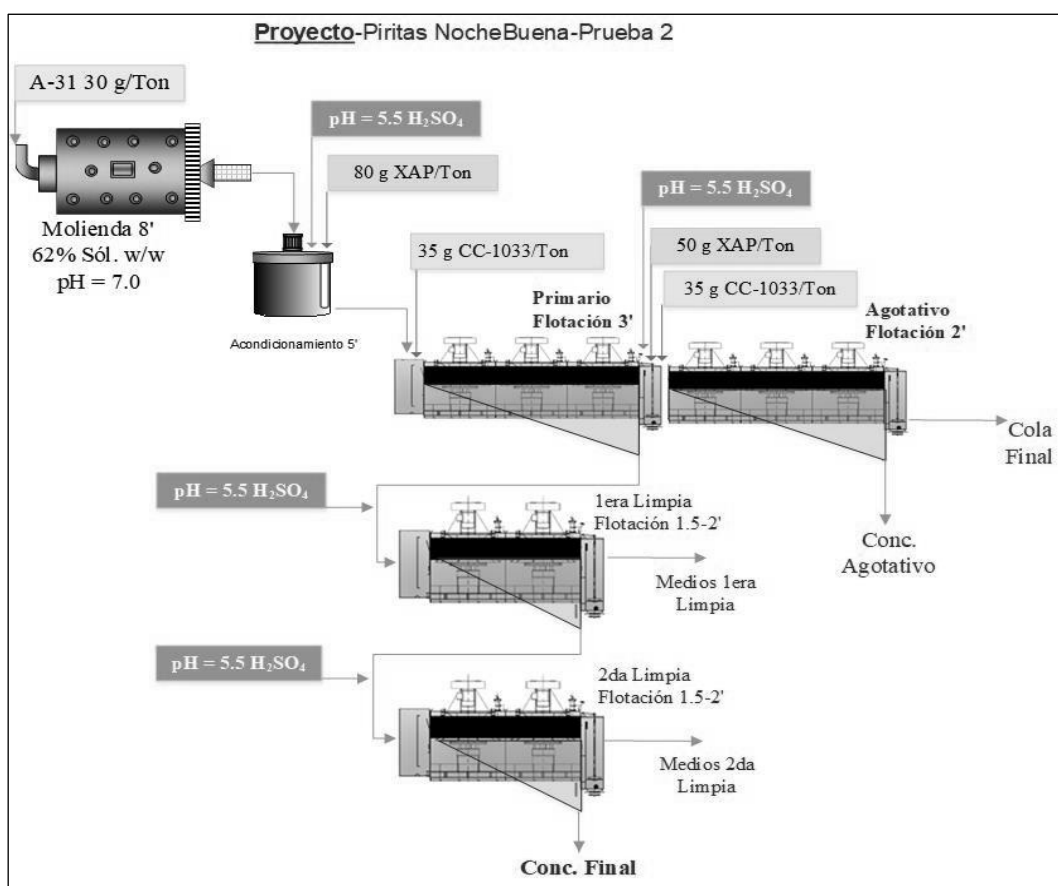 Proyecto-Piritas NocheBuena-Prueba 2
A-31 30 g/Ton
pH = 5.5 H₂SO₄
80 g XAP/Ton
Molienda 8'
62% Sól. w/w
pH = 7.0
Acondicionamiento 5'
35 g CC-1033/Ton
Primario
Flotación 3'
pH = 5.5 H₂SO₄
50 g XAP/Ton
35 g CC-1033/Ton
Agotativo
Flotación 2'
Cola
Final
Conc.
Agotativo
pH = 5.5 H₂SO₄
1era Limpia
Flotación 1.5-2'
Medios 1era
Limpia
pH = 5.5 H₂SO₄
2da Limpia
Flotación 1.5-2'
Medios 2da
Limpia
Conc. Final